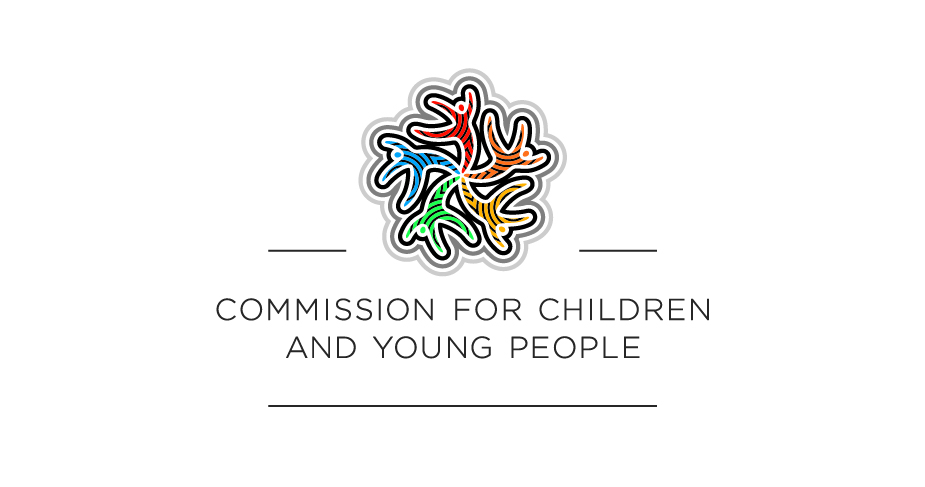 COMMISSION FOR CHILDREN
AND YOUNG PEOPLE